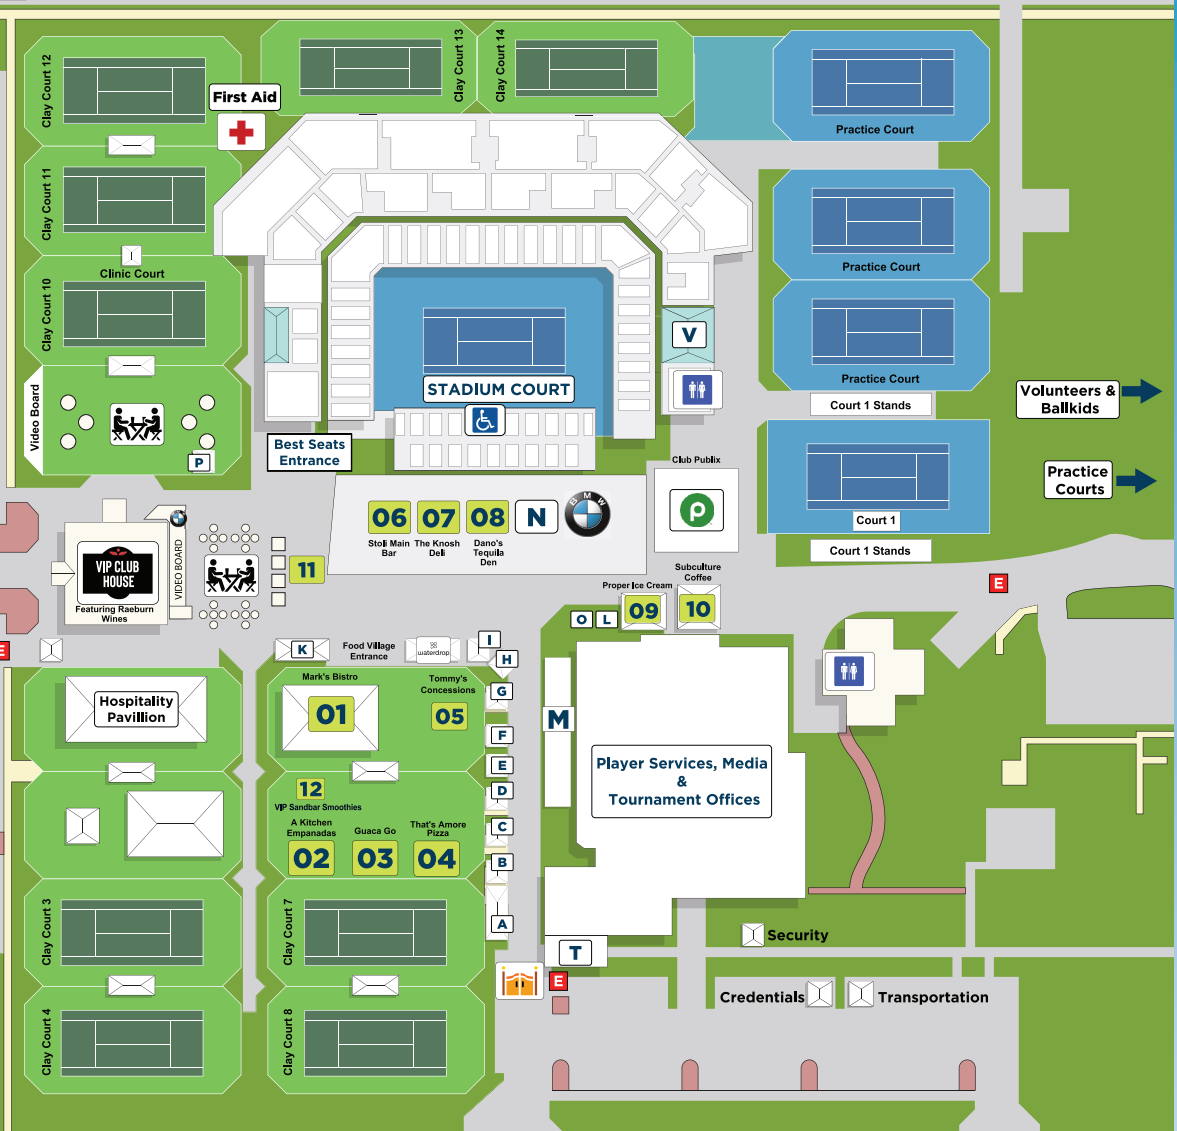 Clay Court 12
Clay Court 13
Clay Court 14
First Aid
Practice Court
Clay Court 11
Practice Court
Clinic Court
Clay Court 10
V
Practice Court
STADIUM COURT
Volunteers &
Ballkids
Court 1 Stands
Video Board
P
Best Seats
Entrance
Club Publix
P
Practice
Courts
Court 1
Court 1 Stands
06
07
08
N
BMW
Stoli Main
Bar
The Knosh
Deli
Dano's
Tequila
Den
VIP CLUB
HOUSE
Featuring Raeburn
Wines
VIDEO BOARD
11
Subculture
Coffee
Proper Ice Cream
E
O
L
09
10
E
K
Food Village
Entrance
waterdrop
I
H
Mark's Bistro
Tommy's
Concessions
G
Hospitality
Pavillion
01
05
M
F
E
D
C
B
A
Player Services, Media
&
Tournament Offices
12
VIP Sandbar Smoothies
A Kitchen
Empanadas
Guaca Go
That's Amore
Pizza
02
03
04
Clay Court 3
Clay Court 7
Security
T
E
Credentials
Transportation
Clay Court 4
Clay Court 8